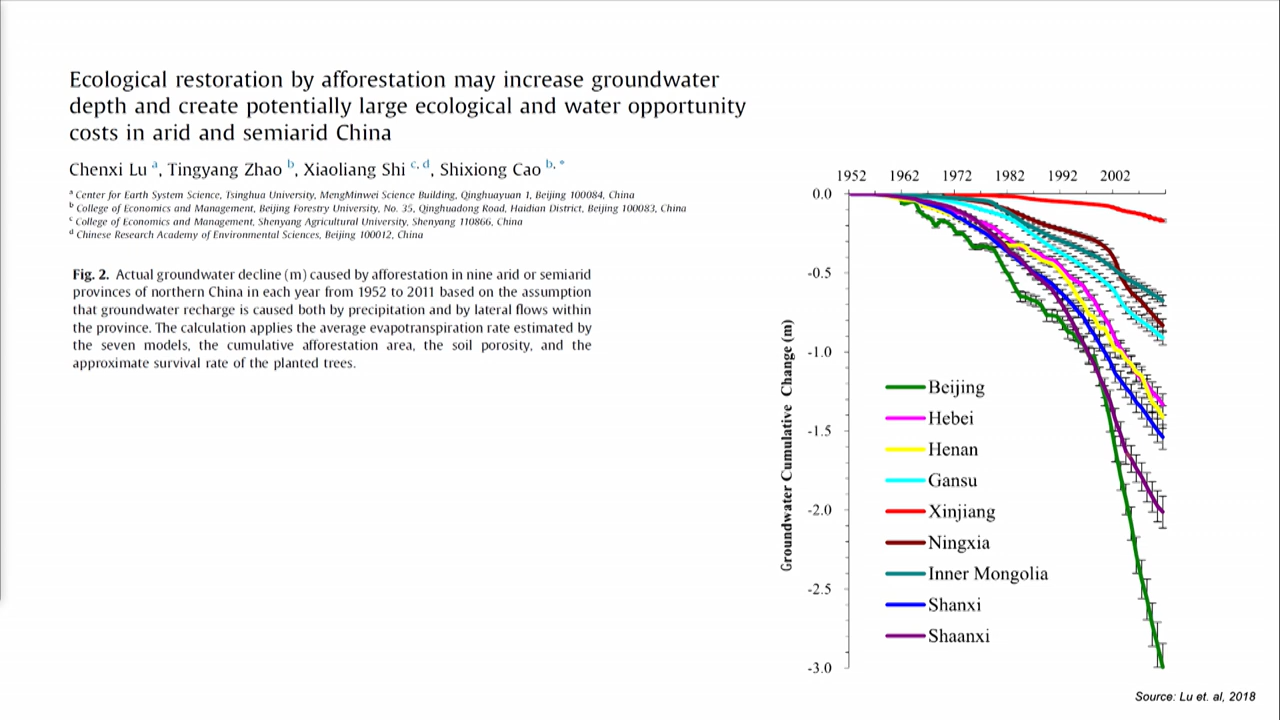 Ecological restoration by afforestation may increase groundwater
depth and create potentially large ecological and water opportunity
costs in arid and semiarid China
Chenxi Lu a, Tingyang Zhao b, Xiaoliang Shi c, d, Shixiong Cao b, *
a Center for Earth System Science, Tsinghua University, MengMinwei Science Building, Qinghuayuan 1, Beijing 100084, China
b College of Economics and Management, Beijing Forestry University, No. 35, Qinghuadong Road, Haidian District, Beijing 100083, China
c College of Economics and Management, Shenyang Agricultural University, Shenyang 110866, China
d Chinese Research Academy of Environmental Sciences, Beijing 100012, China
Fig. 2. Actual groundwater decline (m) caused by afforestation in nine arid or semiarid
provinces of northern China in each year from 1952 to 2011 based on the assumption
that groundwater recharge is caused both by precipitation and by lateral flows within
the province. The calculation applies the average evapotranspiration rate estimated by
the seven models, the cumulative afforestation area, the soil porosity, and the
approximate survival rate of the planted trees.
1952 1962 1972 1982 1992 2002
0.0
-0.5
-1.0
-1.5
-2.0
-2.5
-3.0
Groundwater Cumulative Change (m)
Beijing
Hebei
Henan
Gansu
Xinjiang
Ningxia
Inner Mongolia
Shanxi
Shaanxi
Source: Lu et. al, 2018